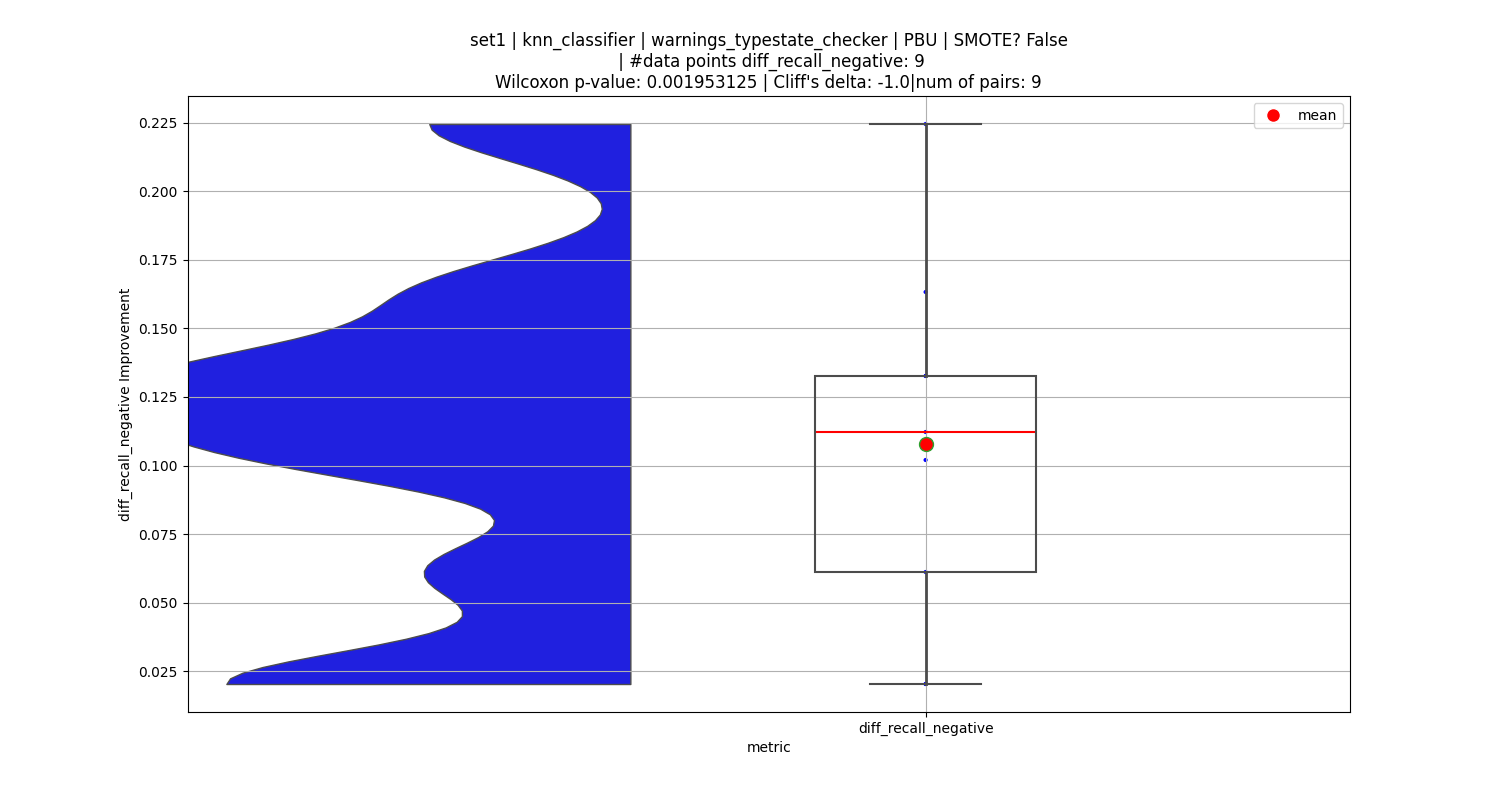 set1 | knn_classifier | warnings_typestate_checker | PBU | SMOTE? False
| #data points diff_recall_negative: 9
Wilcoxon p-value: 0.001953125 | Cliff's delta: -1.0|num of pairs: 9
mean
0.225
0.200
0.175
0.150
0.125
0.100
0.075
0.050
0.025
diff_recall_negative Improvement
diff_recall_negative
metric